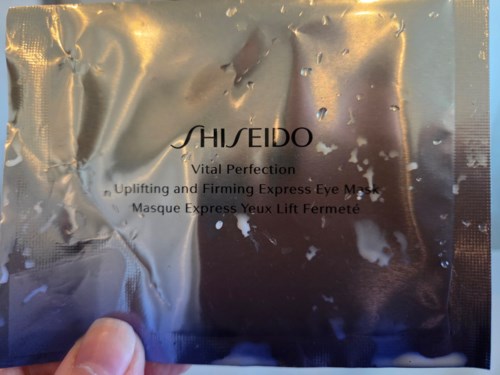 SHISEIDO
Vital Perfection
Uplifting and Firming Express Eye Mask
Masque Express Yeux Lift Fermeté